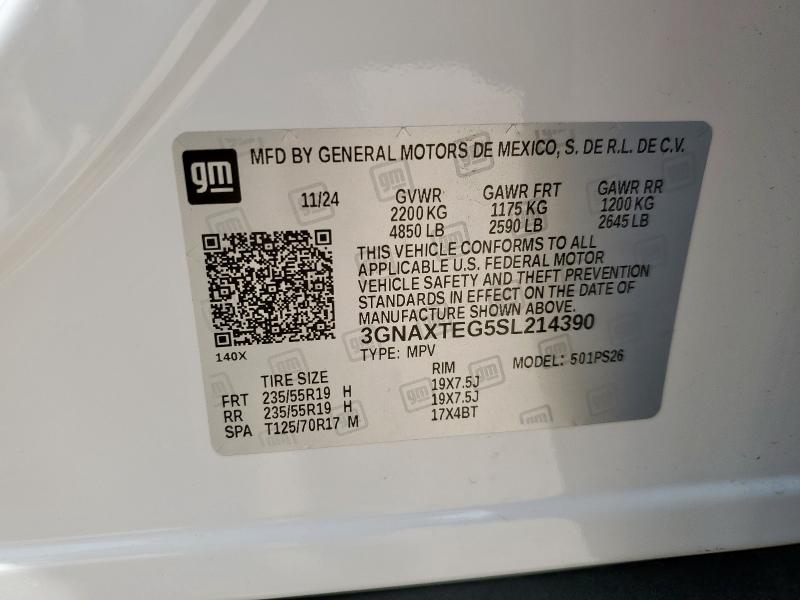 gm
MFD BY GENERAL MOTORS DE MEXICO, S. DE R.L. DE C.V.
11/24 GVWR GAWR FRT GAWR RR
2200 KG 1175 KG 1200 KG
4850 LB 2590 LB 2645 LB
THIS VEHICLE CONFORMS TO ALL
APPLICABLE U.S. FEDERAL MOTOR
VEHICLE SAFETY AND THEFT PREVENTION
STANDARDS IN EFFECT ON THE DATE OF
MANUFACTURE SHOWN ABOVE.
3GNAXTEG5SL214390
140X TYPE: MPV MODEL: 501PS26
TIRE SIZE RIM
FRT 235/55R19 H 19X7.5J
RR 235/55R19 H 19X7.5J
SPA T125/70R17 M 17X4BT